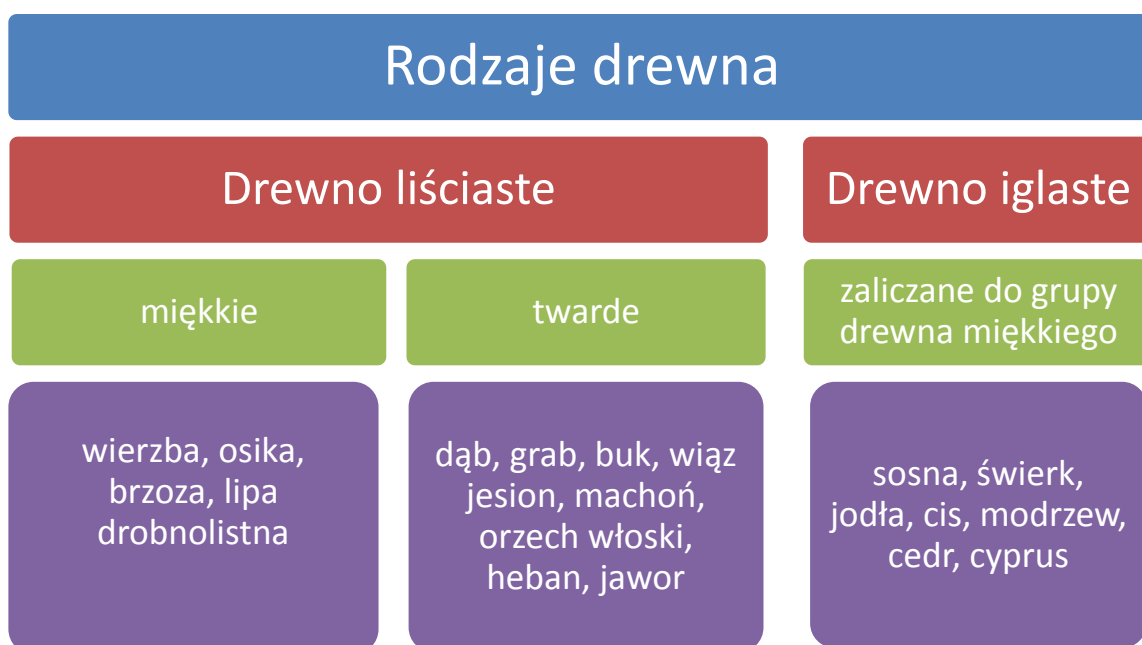 Rodzaje drewna
Drewno liściaste
Drewno iglaste
miękkie
twarde
zaliczane do grupy
drewna miękkiego
wierzba, osika,
brzoza, lipa
drobnolistna
dąb, grab, buk, wiąz
jesion, machoń,
orzech włoski,
heban, jawor
sosna, świerk,
jodła, cis, modrzew,
cedr, cyprus